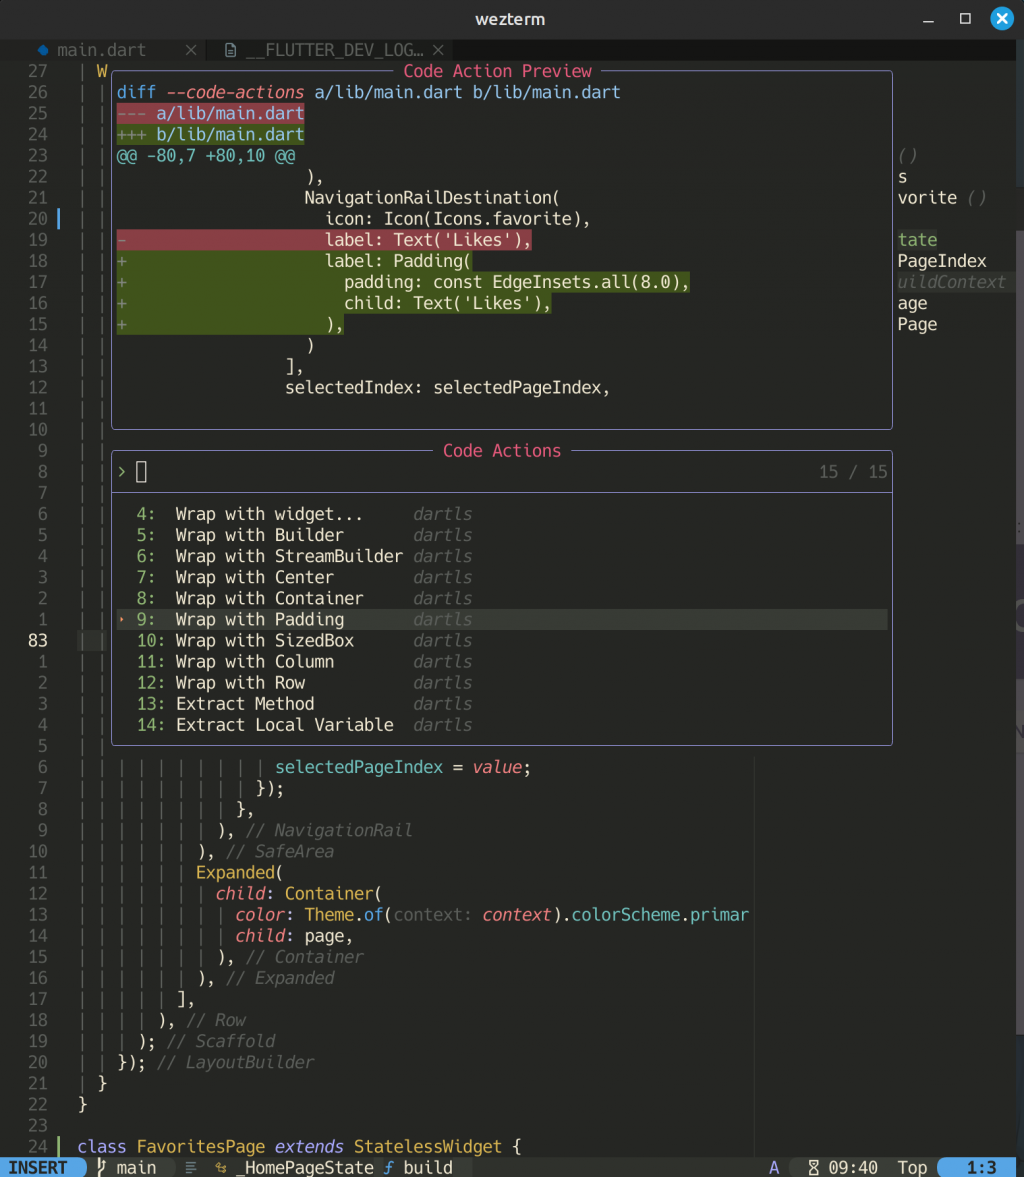 wezterm
main.dart __FLUTTER_DEV_LOG…
27 W Code Action Preview
26 diff --code-actions a/lib/main.dart b/lib/main.dart
25 --- a/lib/main.dart
24 +++ b/lib/main.dart
23 @@ -80,7 +80,10 @@ ()
22 ), s
21 NavigationRailDestination( vorite ()
20 icon: Icon(Icons.favorite),
19 - label: Text('Likes'), tate
18 + label: Padding( PageIndex
17 + padding: const EdgeInsets.all(8.0), uildContext
16 + child: Text('Likes'), age
15 + ), Page
14 )
13 ],
12 selectedIndex: selectedPageIndex,
11
10
9 Code Actions
8 > 15 / 15
7
6 4: Wrap with widget... dartls
5 5: Wrap with Builder dartls
4 6: Wrap with StreamBuilder dartls
3 7: Wrap with Center dartls
2 8: Wrap with Container dartls
1 9: Wrap with Padding dartls
83 10: Wrap with SizedBox dartls
1 11: Wrap with Column dartls
2 12: Wrap with Row dartls
3 13: Extract Method dartls
4 14: Extract Local Variable dartls
5
6 selectedPageIndex = value;
7 });
8 },
9 ), // NavigationRail
10 ), // SafeArea
11 Expanded(
12 child: Container(
13 color: Theme.of(context: context).colorScheme.primar
14 child: page,
15 ), // Container
16 ), // Expanded
17 ],
18 ), // Row
19 ); // Scaffold
20 }); // LayoutBuilder
21 }
22 }
23
24 class FavoritesPage extends StatelessWidget {
INSERT main _HomePageState f build A 09:40 Top 1:3